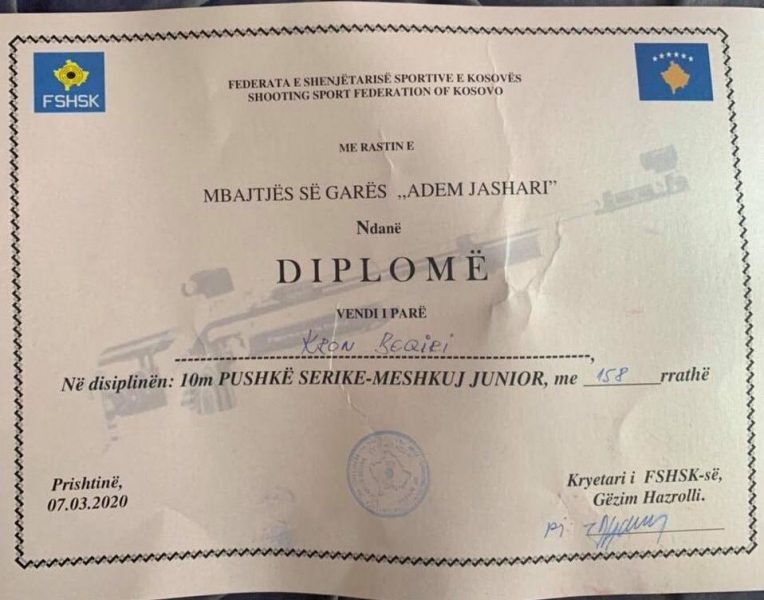 FSHSK
FEDERATA E SHENJËTARISË SPORTIVE E KOSOVËS
SHOOTING SPORT FEDERATION OF KOSOVO
ME RASTIN E
MBAJTJËS SË GARËS „ADEM JASHARI”
Ndanë
DIPLOMË
VENDI I PARË
KRON BEQIRI
Në disiplinën: 10m PUSHKË SERIKE-MESHKUJ JUNIOR, me 158 rrathë
Prishtinë,
07.03.2020
Kryetari i FSHSK-së,
Gëzim Hazrolli.